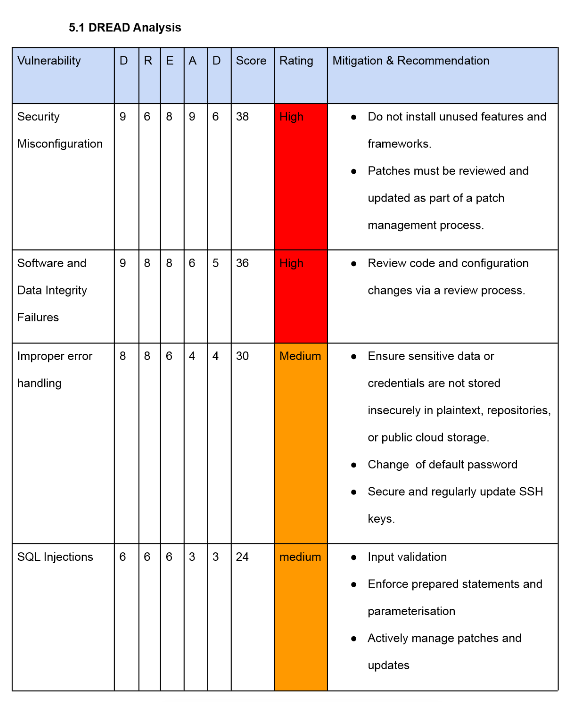 5.1 DREAD Analysis
Vulnerability D R E A D Score Rating Mitigation & Recommendation
Security 9 6 8 9 6 38 High ● Do not install unused features and
Misconfiguration frameworks.
● Patches must be reviewed and
updated as part of a patch
management process.
Software and 9 8 8 6 5 36 High ● Review code and configuration
Data Integrity changes via a review process.
Failures
Improper error 8 8 6 4 4 30 Medium ● Ensure sensitive data or
handling credentials are not stored
insecurely in plaintext, repositories,
or public cloud storage.
● Change of default password
● Secure and regularly update SSH
keys.
SQL Injections 6 6 6 3 3 24 medium ● Input validation
● Enforce prepared statements and
parameterisation
● Actively manage patches and
updates